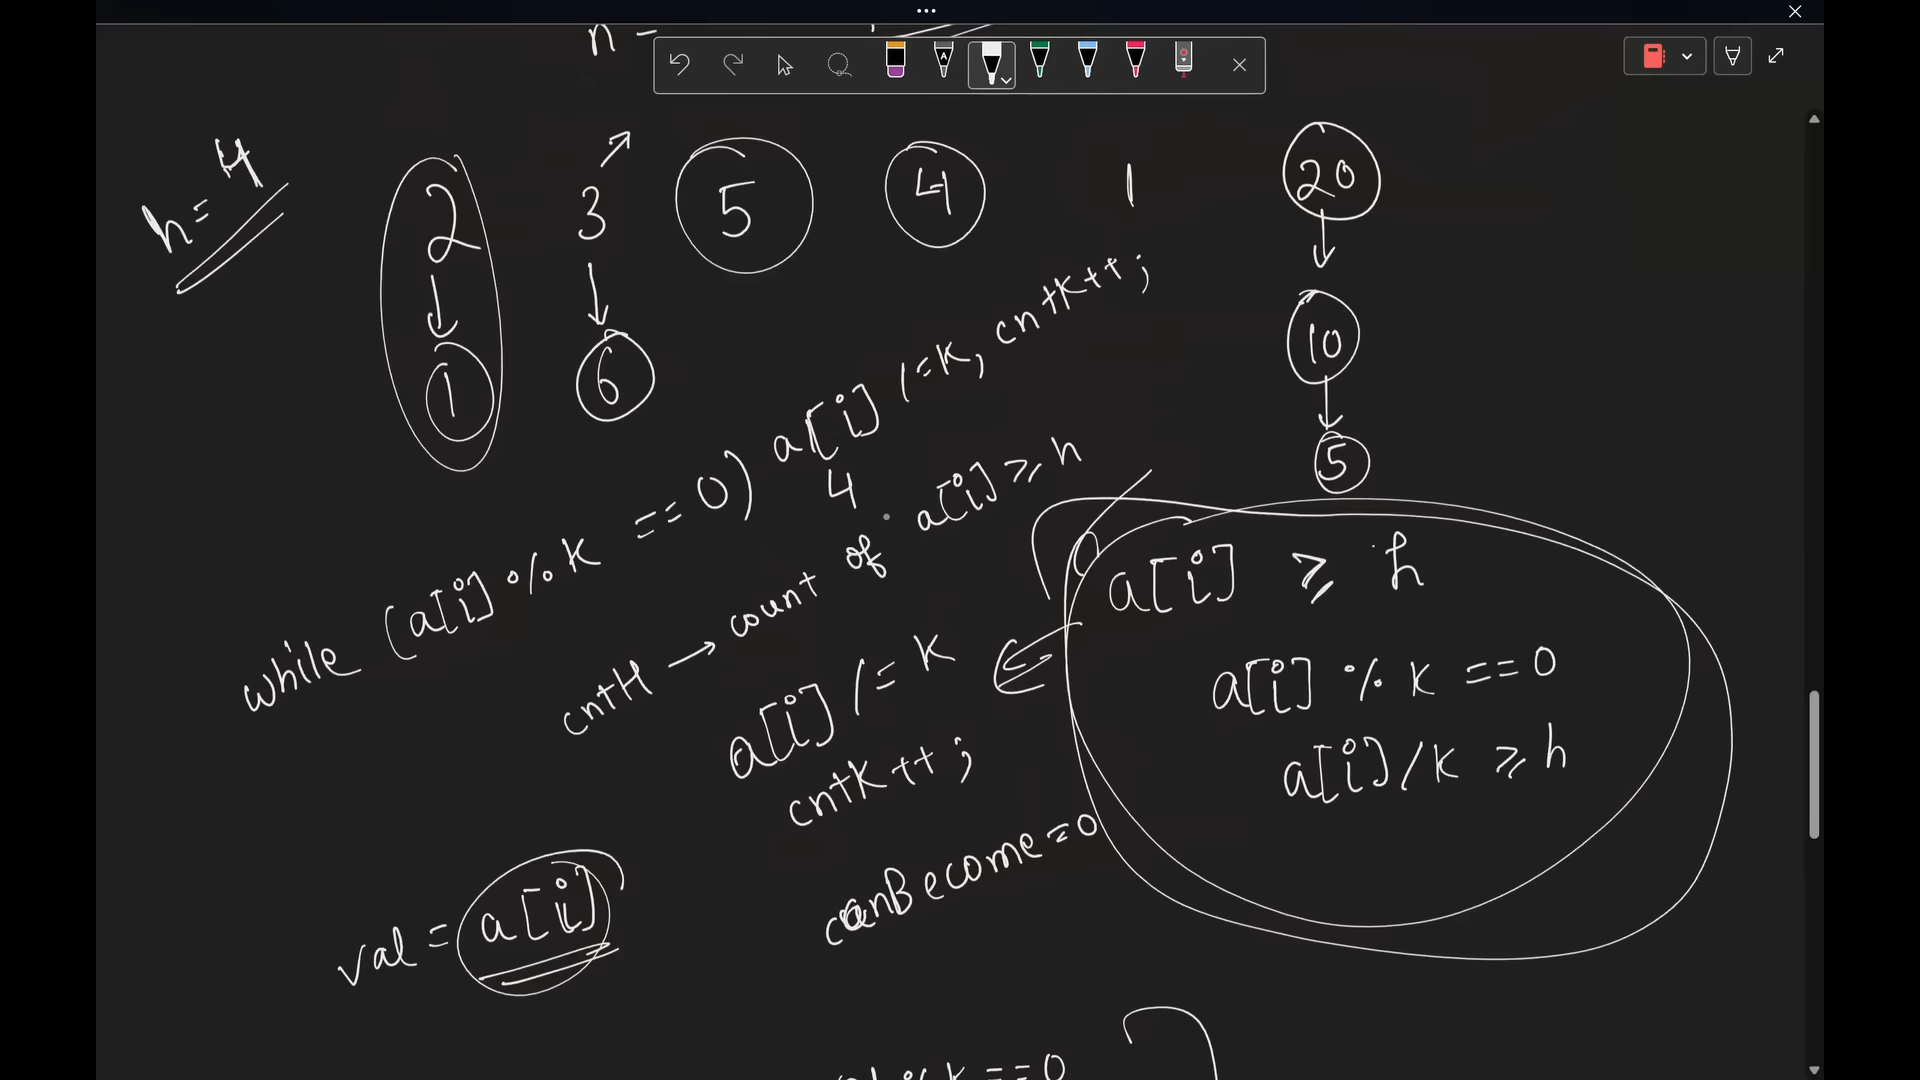 n =
h = 4
2 3 5 4 1 20
1 6 10
5
while (a[i] % k == 0) a[i] /= k, cntk++;
4
cntH → count of a[i] ≥ h
a[i] /= k
cntk++;
a[i] ≥ h
a[i] % k == 0
a[i]/k ≥ h
canBecome = 0
val = a[i]
% k == 0